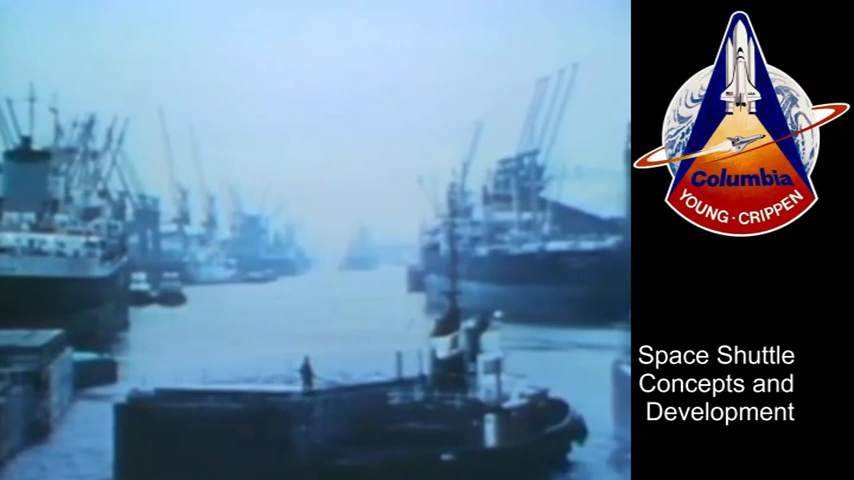 Columbia
YOUNG · CRIPPEN
Space Shuttle
Concepts and
Development